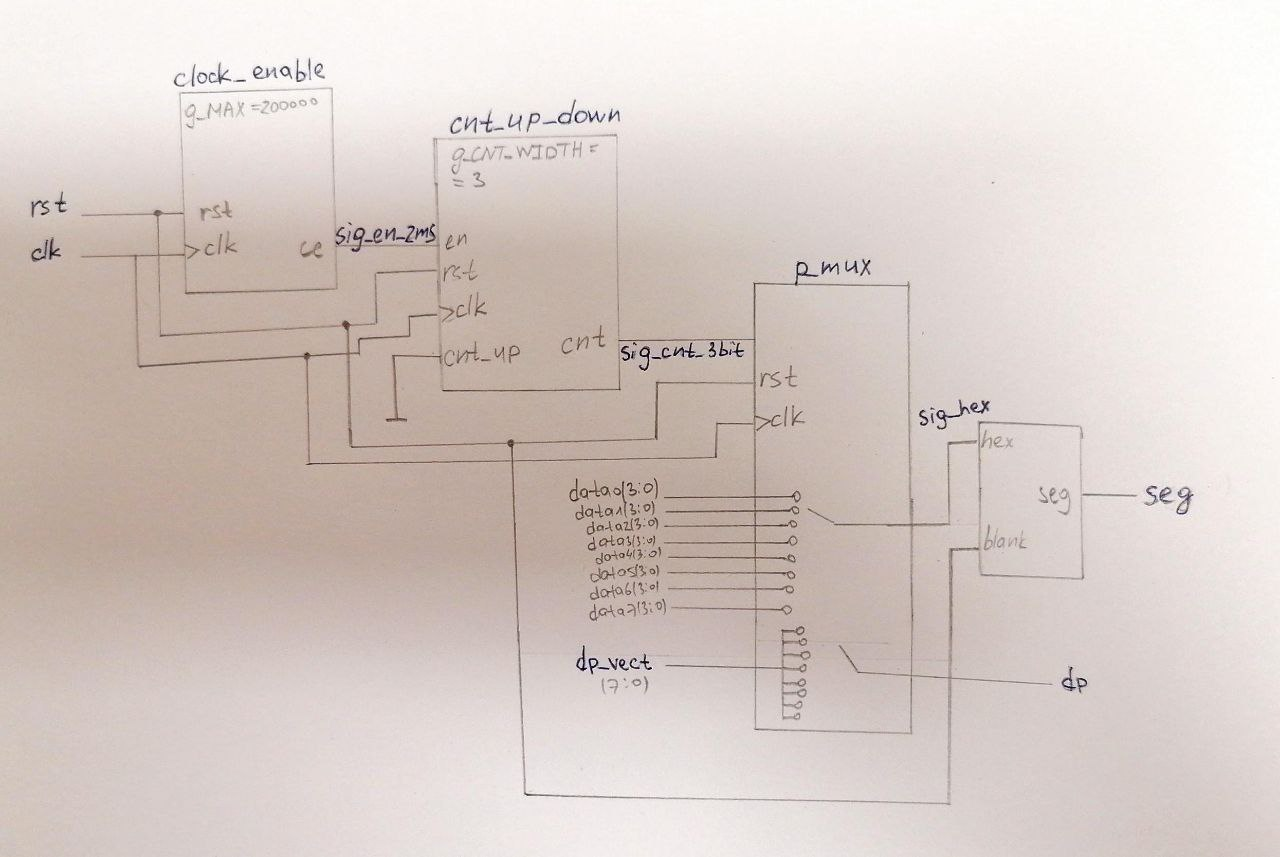 clock_enable
g_MAX=200000
rst
clk
rst
>clk
ce
sig_en_2ms
cnt_up_down
g_CNT_WIDTH=
= 3
en
rst
>clk
cnt_up
cnt
sig_cnt_3bit
p_mux
rst
>clk
data0(3:0)
data1(3:0)
data2(3:0)
data3(3:0)
data4(3:0)
data5(3:0)
data6(3:0)
data7(3:0)
dp_vect
(7:0)
sig_hex
hex
seg
blank
seg
dp